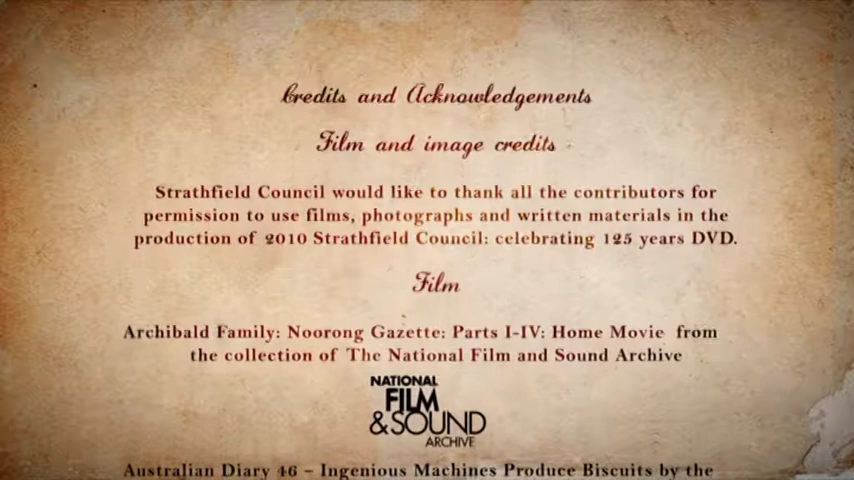 Credits and Acknowledgements
Film and image credits
Strathfield Council would like to thank all the contributors for
permission to use films, photographs and written materials in the
production of 2010 Strathfield Council: celebrating 125 years DVD.
Film
Archibald Family: Noorong Gazette: Parts I-IV: Home Movie from
the collection of The National Film and Sound Archive
NATIONAL
FILM
&SOUND
ARCHIVE
Australian Diary 46 – Ingenious Machines Produce Biscuits by the